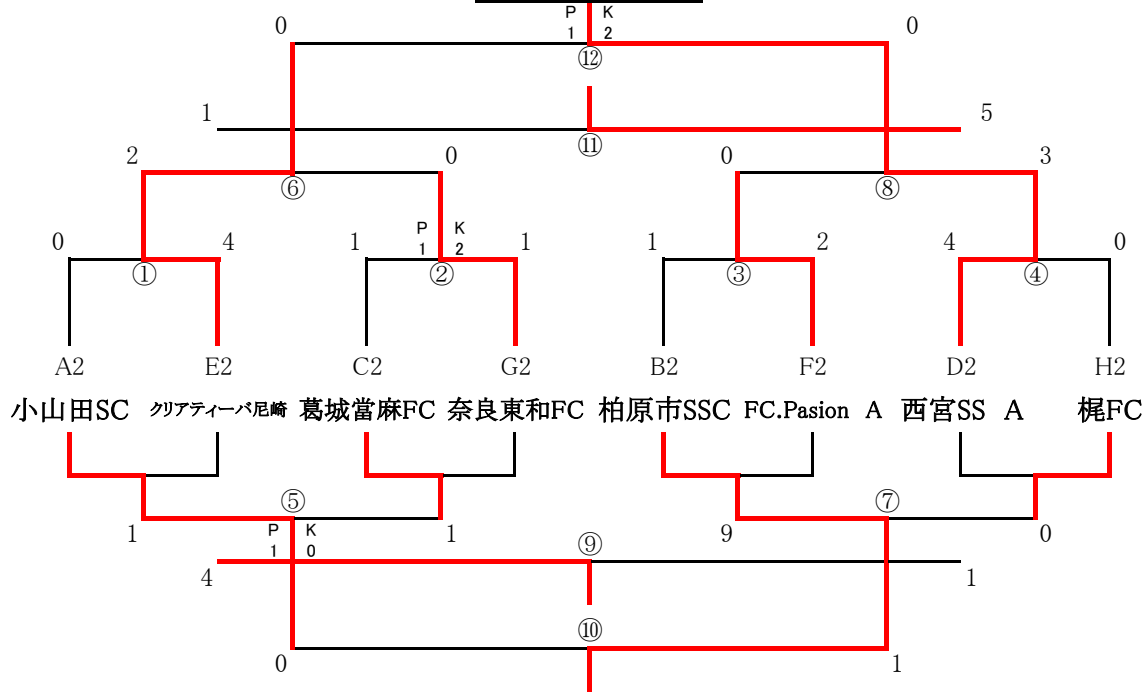 P K
0 1 2 0
⑫
1 5
⑪
2 0 0 3
⑥ ⑧
P K
0 4 1 1 2 1 1 2 4 0
① ② ③ ④
A2 E2 C2 G2 B2 F2 D2 H2
小山田SC クリアティーバ尼崎 葛城當麻FC 奈良東和FC 柏原市SSC FC.Pasion A 西宮SS A 梶FC
⑤ ⑦
1 P K 1 9 0
1 0 ⑨
4 1
⑩
0 1